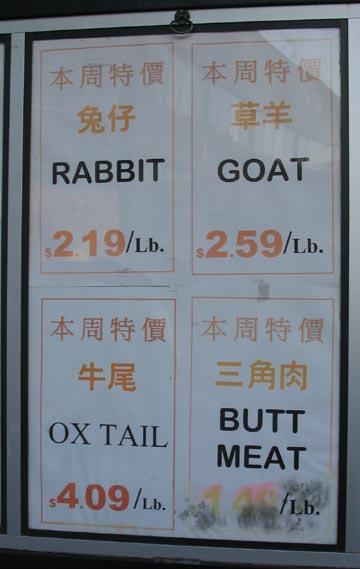 本周特價
兔仔
RABBIT
$2.19/Lb.
本周特價
草羊
GOAT
$2.59/Lb.
本周特價
牛尾
OX TAIL
$4.09/Lb.
本周特價
三角肉
BUTT
MEAT
/Lb.